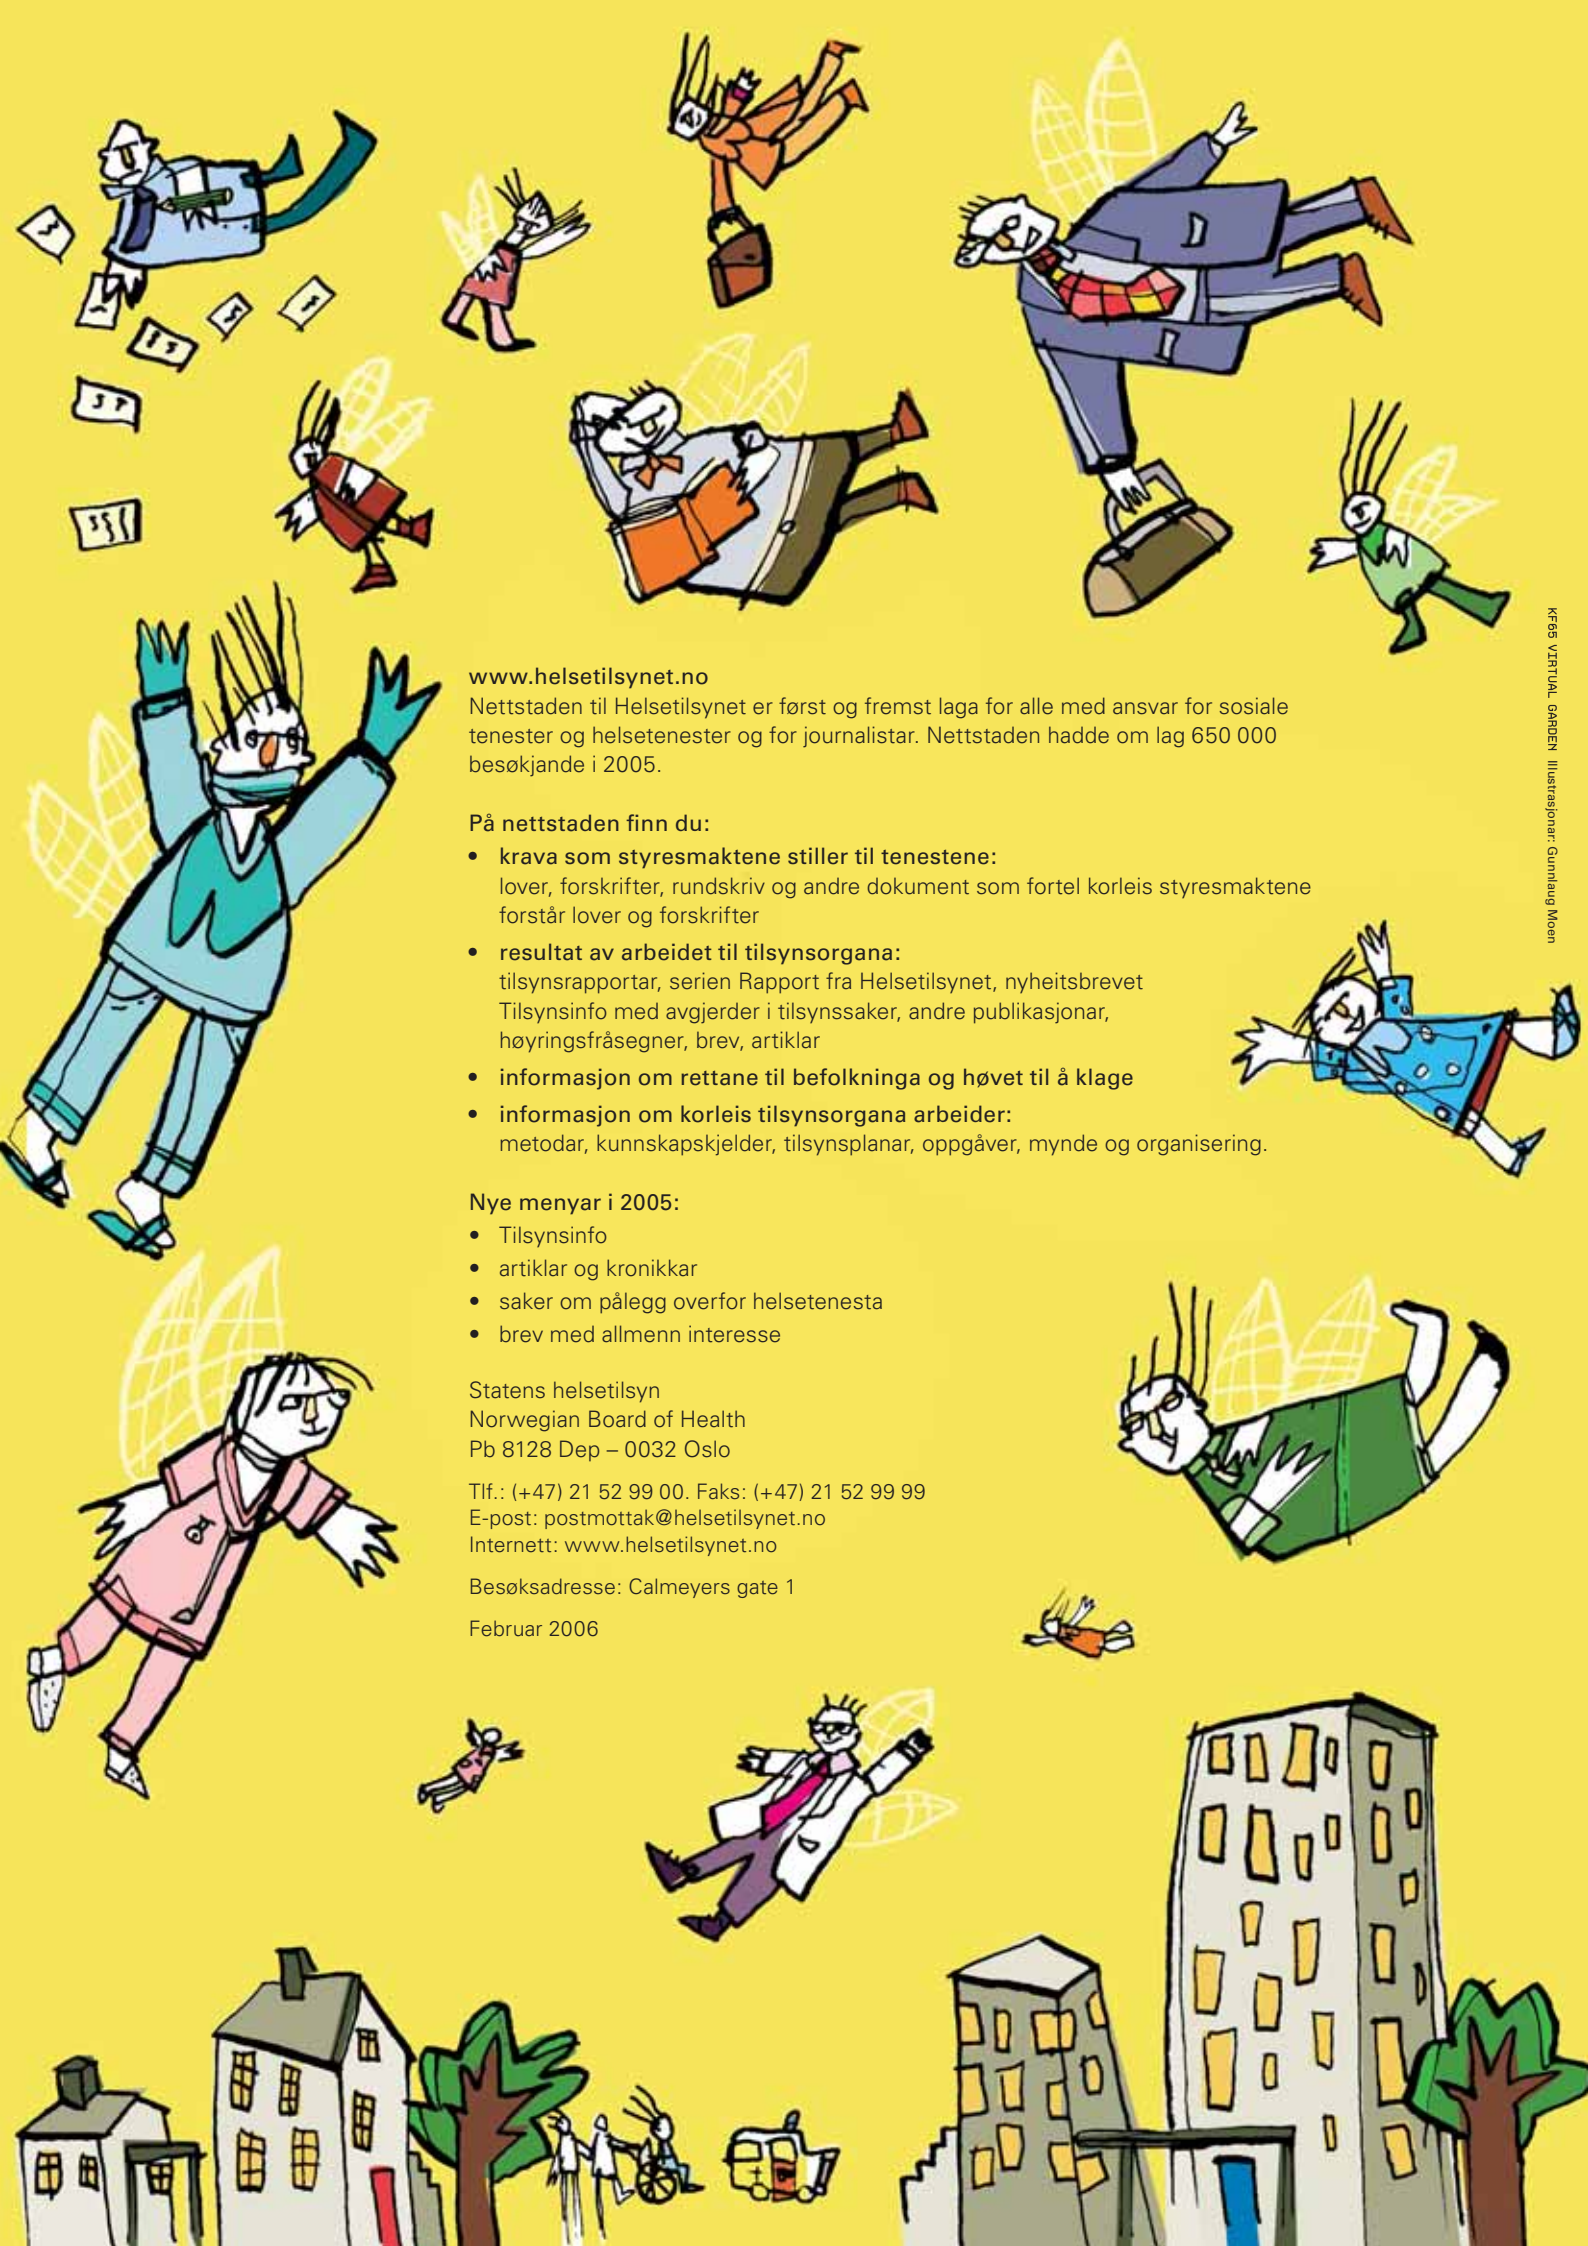 www.helsetilsynet.no
Nettstaden til Helsetilsynet er først og fremst laga for alle med ansvar for sosiale
tenester og helsetenester og for journalistar. Nettstaden hadde om lag 650 000
besøkjande i 2005.
På nettstaden finn du:
• krava som styresmaktene stiller til tenestene:
lover, forskrifter, rundskriv og andre dokument som fortel korleis styresmaktene
forstår lover og forskrifter
• resultat av arbeidet til tilsynsorgana:
tilsynsrapportar, serien Rapport fra Helsetilsynet, nyheitsbrevet
Tilsynsinfo med avgjerder i tilsynssaker, andre publikasjonar,
høyringsfråsegner, brev, artiklar
• informasjon om rettane til befolkninga og høvet til å klage
• informasjon om korleis tilsynsorgana arbeider:
metodar, kunnskapskjelder, tilsynsplanar, oppgåver, mynde og organisering.
Nye menyar i 2005:
• Tilsynsinfo
• artiklar og kronikkar
• saker om pålegg overfor helsetenesta
• brev med allmenn interesse
Statens helsetilsyn
Norwegian Board of Health
Pb 8128 Dep – 0032 Oslo
Tlf.: (+47) 21 52 99 00. Faks: (+47) 21 52 99 99
E-post: postmottak@helsetilsynet.no
Internett: www.helsetilsynet.no
Besøksadresse: Calmeyers gate 1
Februar 2006
KF65 VIRTUAL GARDEN Illustrasjonar: Gunnlaug Moen